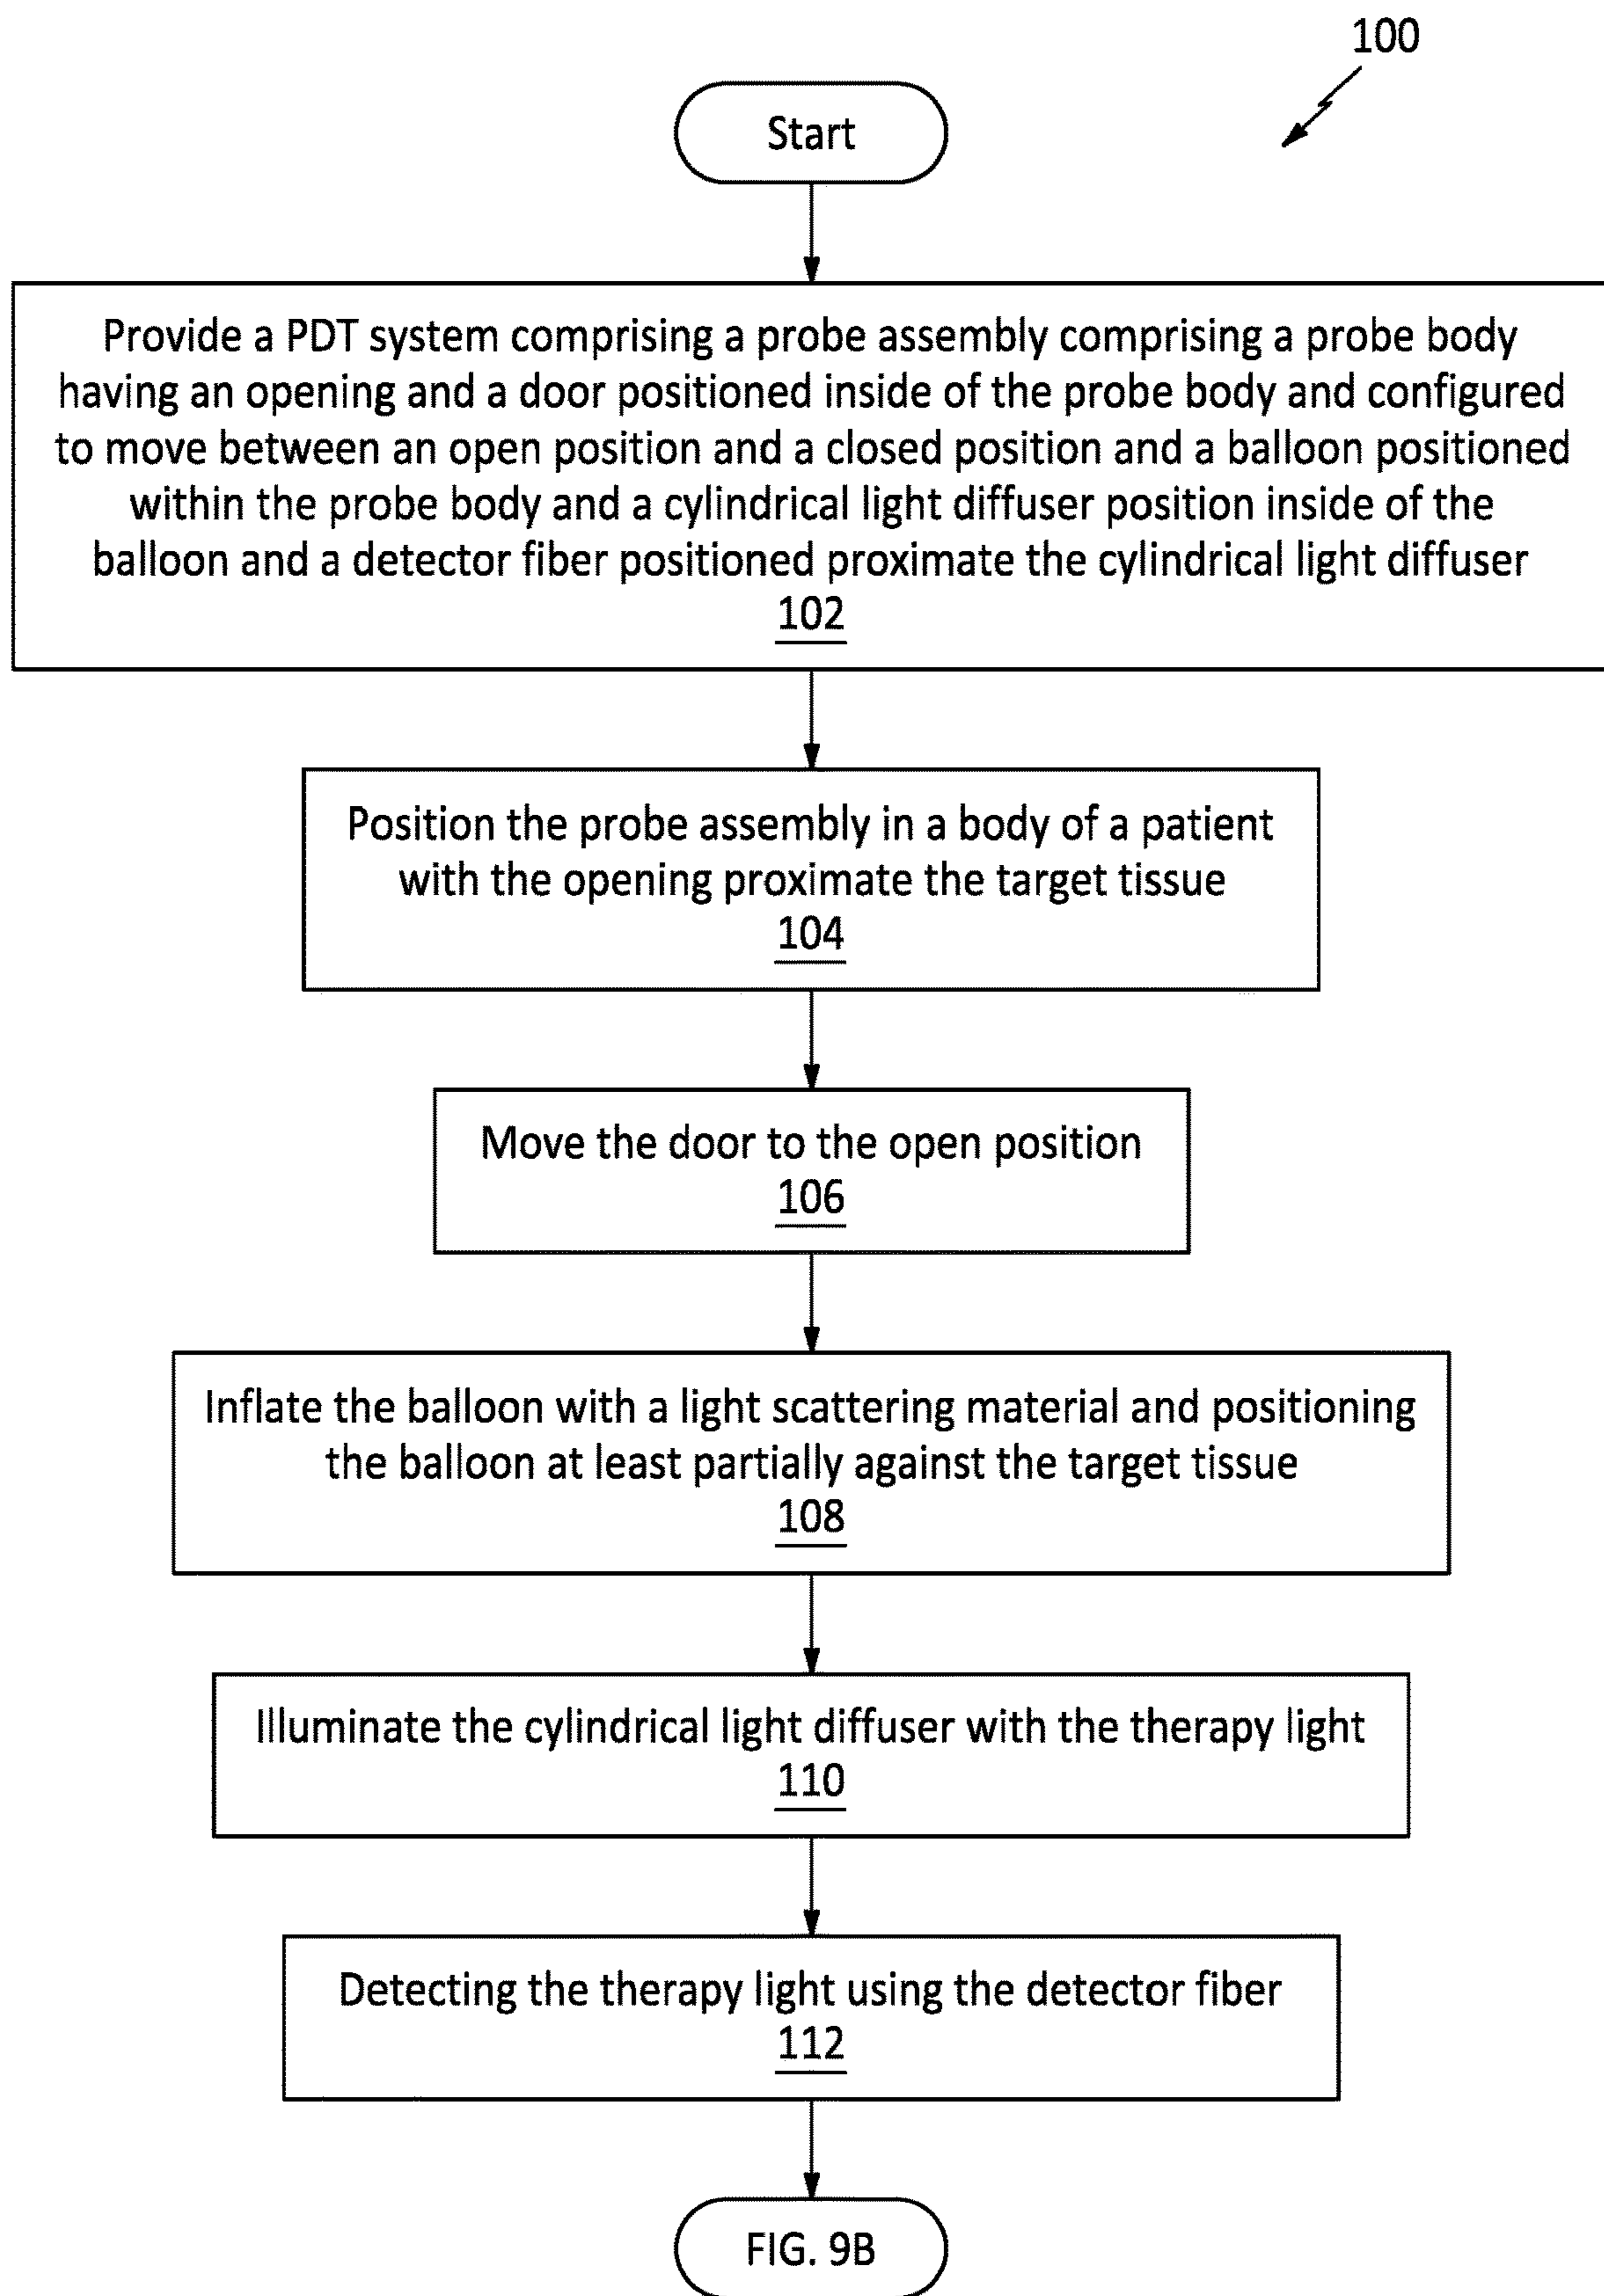 100
Start
Provide a PDT system comprising a probe assembly comprising a probe body
having an opening and a door positioned inside of the probe body and configured
to move between an open position and a closed position and a balloon positioned
within the probe body and a cylindrical light diffuser position inside of the
balloon and a detector fiber positioned proximate the cylindrical light diffuser
102
Position the probe assembly in a body of a patient
with the opening proximate the target tissue
104
Move the door to the open position
106
Inflate the balloon with a light scattering material and positioning
the balloon at least partially against the target tissue
108
Illuminate the cylindrical light diffuser with the therapy light
110
Detecting the therapy light using the detector fiber
112
FIG. 9B